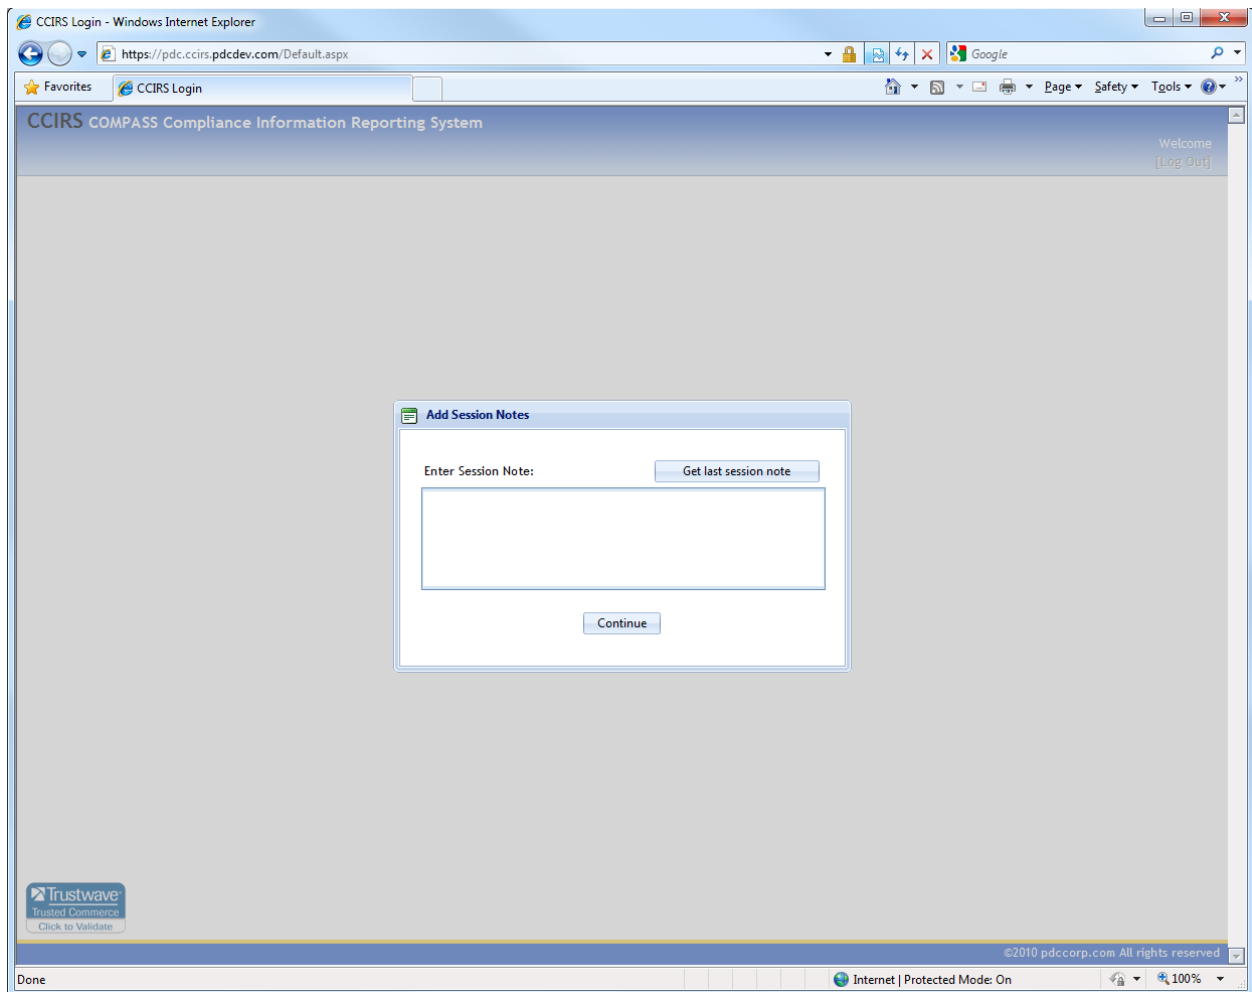 CCIRS Login - Windows Internet Explorer
https://pdc.ccirs.pdcdev.com/Default.aspx
Google
Favorites
CCIRS Login
Page
Safety
Tools
CCIRS COMPASS Compliance Information Reporting System
Welcome
[Log Out]
Add Session Notes
Enter Session Note:
Get last session note
Continue
Trustwave
Trusted Commerce
Click to Validate
©2010 pdccorp.com All rights reserved
Done
Internet | Protected Mode: On
100%